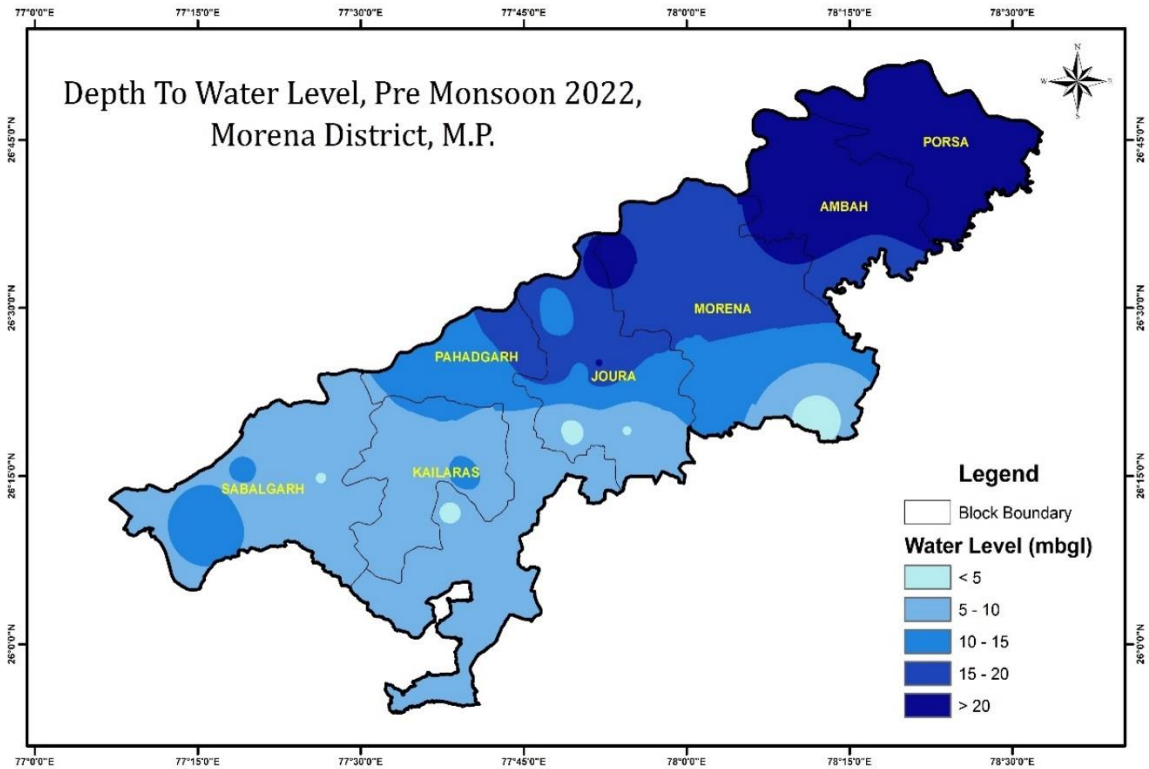 77°0'0"E 77°15'0"E 77°30'0"E 77°45'0"E 78°0'0"E 78°15'0"E 78°30'0"E
Depth To Water Level, Pre Monsoon 2022,
Morena District, M.P.
N
W E
S
26°45'0"N 26°45'0"N
PORSA
AMBAH
26°30'0"N 26°30'0"N
MORENA
PAHADGARH
JOURA
26°15'0"N 26°15'0"N
KAILARAS
SABALGARH
Legend
Block Boundary
Water Level (mbgl)
< 5
5 - 10
10 - 15
15 - 20
> 20
26°0'0"N 26°0'0"N
77°0'0"E 77°15'0"E 77°30'0"E 77°45'0"E 78°0'0"E 78°15'0"E 78°30'0"E